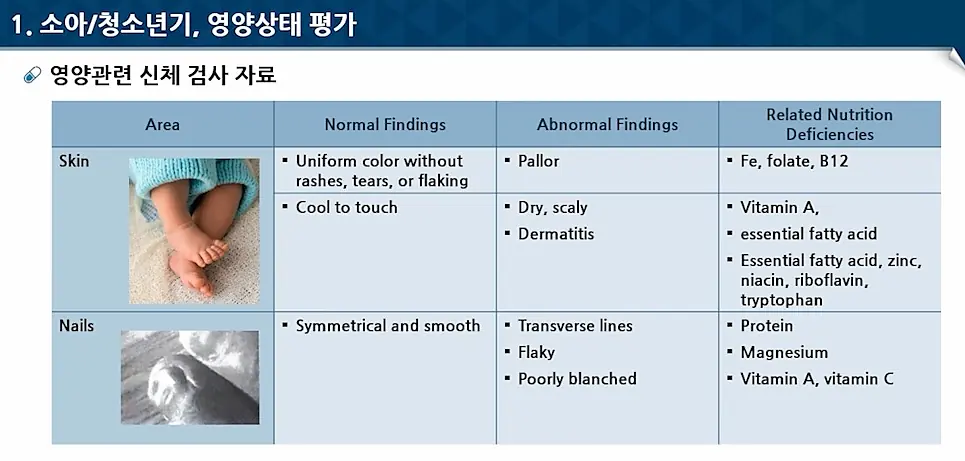 1. 소아/청소년기, 영양상태 평가
영양관련 신체 검사 자료
Area
Normal Findings
Abnormal Findings
Related Nutrition
Deficiencies
Skin
▪ Uniform color without
rashes, tears, or flaking
▪ Pallor
▪ Fe, folate, B12
▪ Cool to touch
▪ Dry, scaly
▪ Dermatitis
▪ Vitamin A,
▪ essential fatty acid
▪ Essential fatty acid, zinc,
niacin, riboflavin,
tryptophan
Nails
▪ Symmetrical and smooth
▪ Transverse lines
▪ Flaky
▪ Poorly blanched
▪ Protein
▪ Magnesium
▪ Vitamin A, vitamin C